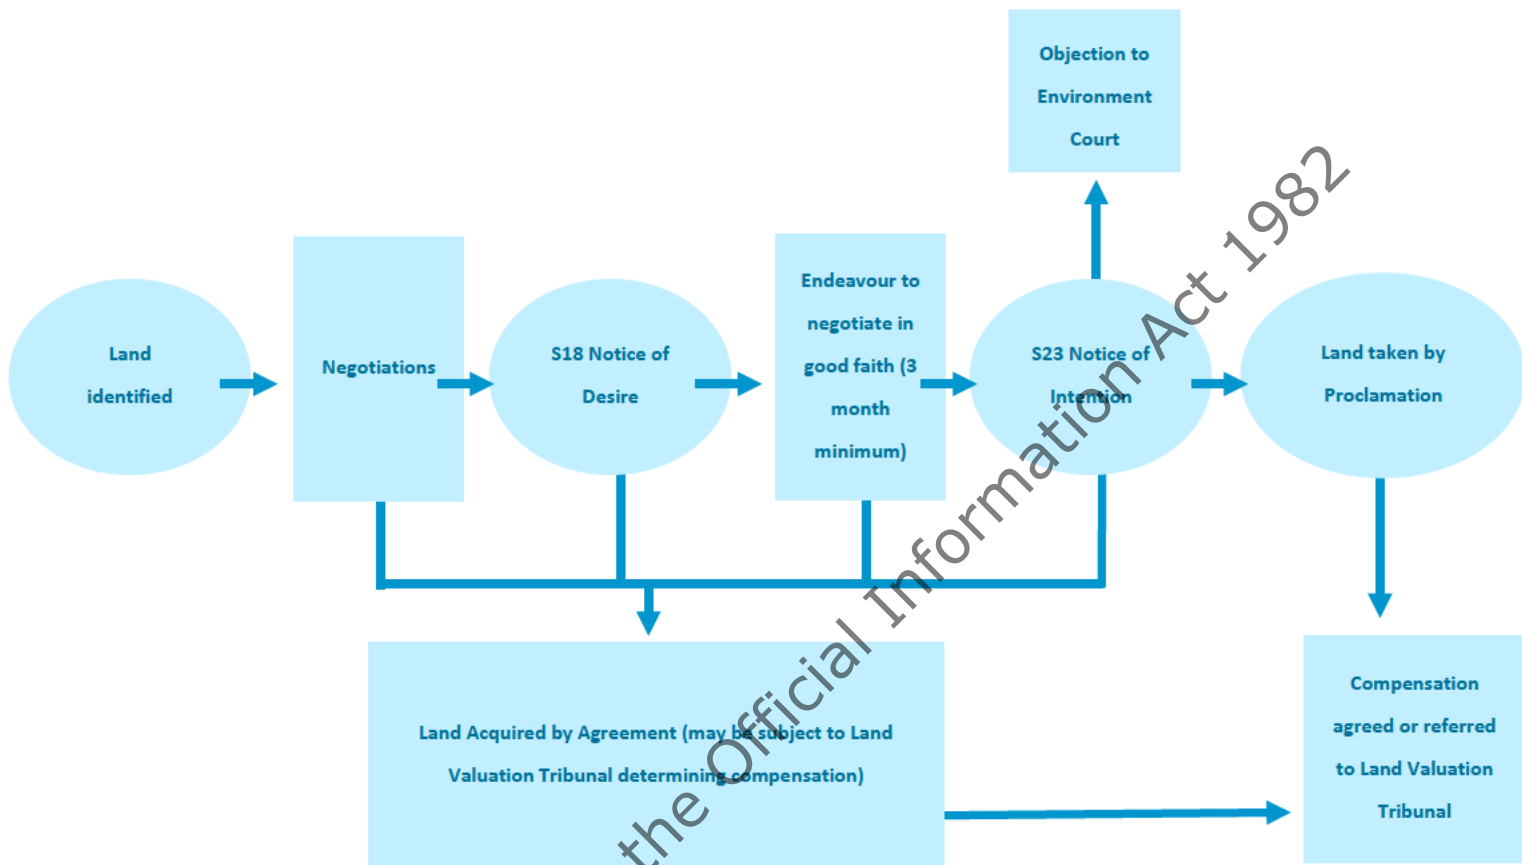 Objection to
Environment
Court
Land
identified
Negotiations
S18 Notice of
Desire
Endeavour to
negotiate in
good faith (3
month
minimum)
S23 Notice of
Intention
Land taken by
Proclamation
Land Acquired by Agreement (may be subject to Land
Valuation Tribunal determining compensation)
Compensation
agreed or referred
to Land Valuation
Tribunal
the Official Information Act 1982